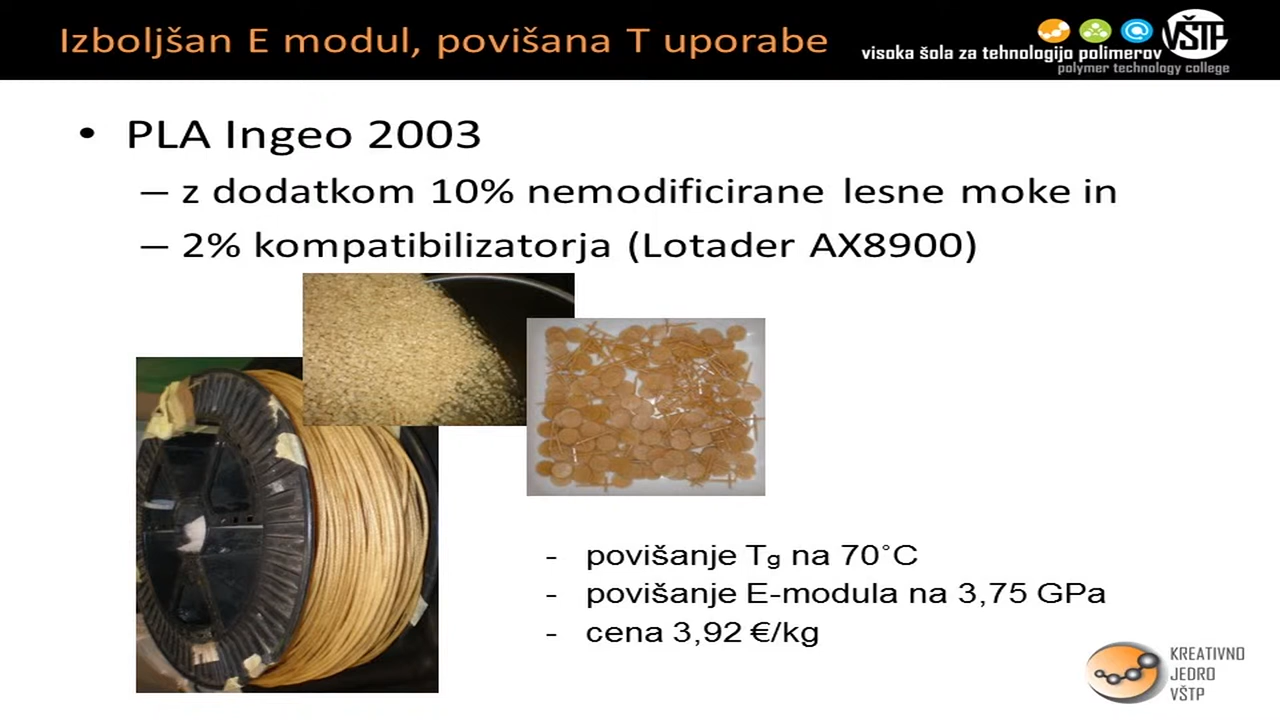 Izboljšan E modul, povišana T uporabe
visoka šola za tehnologijo polimerov
VŠTP
polymer technology college
• PLA Ingeo 2003
– z dodatkom 10% nemodificirane lesne moke in
– 2% kompatibilizatorja (Lotader AX8900)
- povišanje Tg na 70˚C
- povišanje E-modula na 3,75 GPa
- cena 3,92 €/kg
KREATIVNO
JEDRO
VŠTP